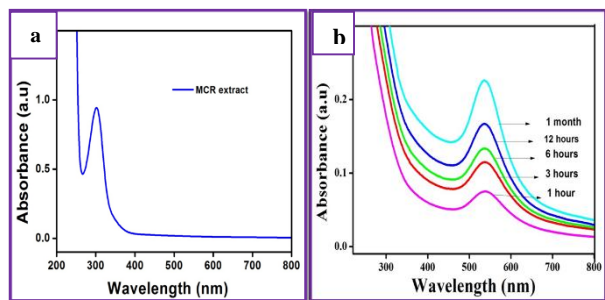 a
MCR extract
Absorbance (a.u)
1.0
0.5
0.0
200 300 400 500 600 700 800
Wavelength (nm)
b
Absorbance (a.u)
0.2
0.1
0.0
1 month
12 hours
6 hours
3 hours
1 hour
300 400 500 600 700 800
Wavelength (nm)